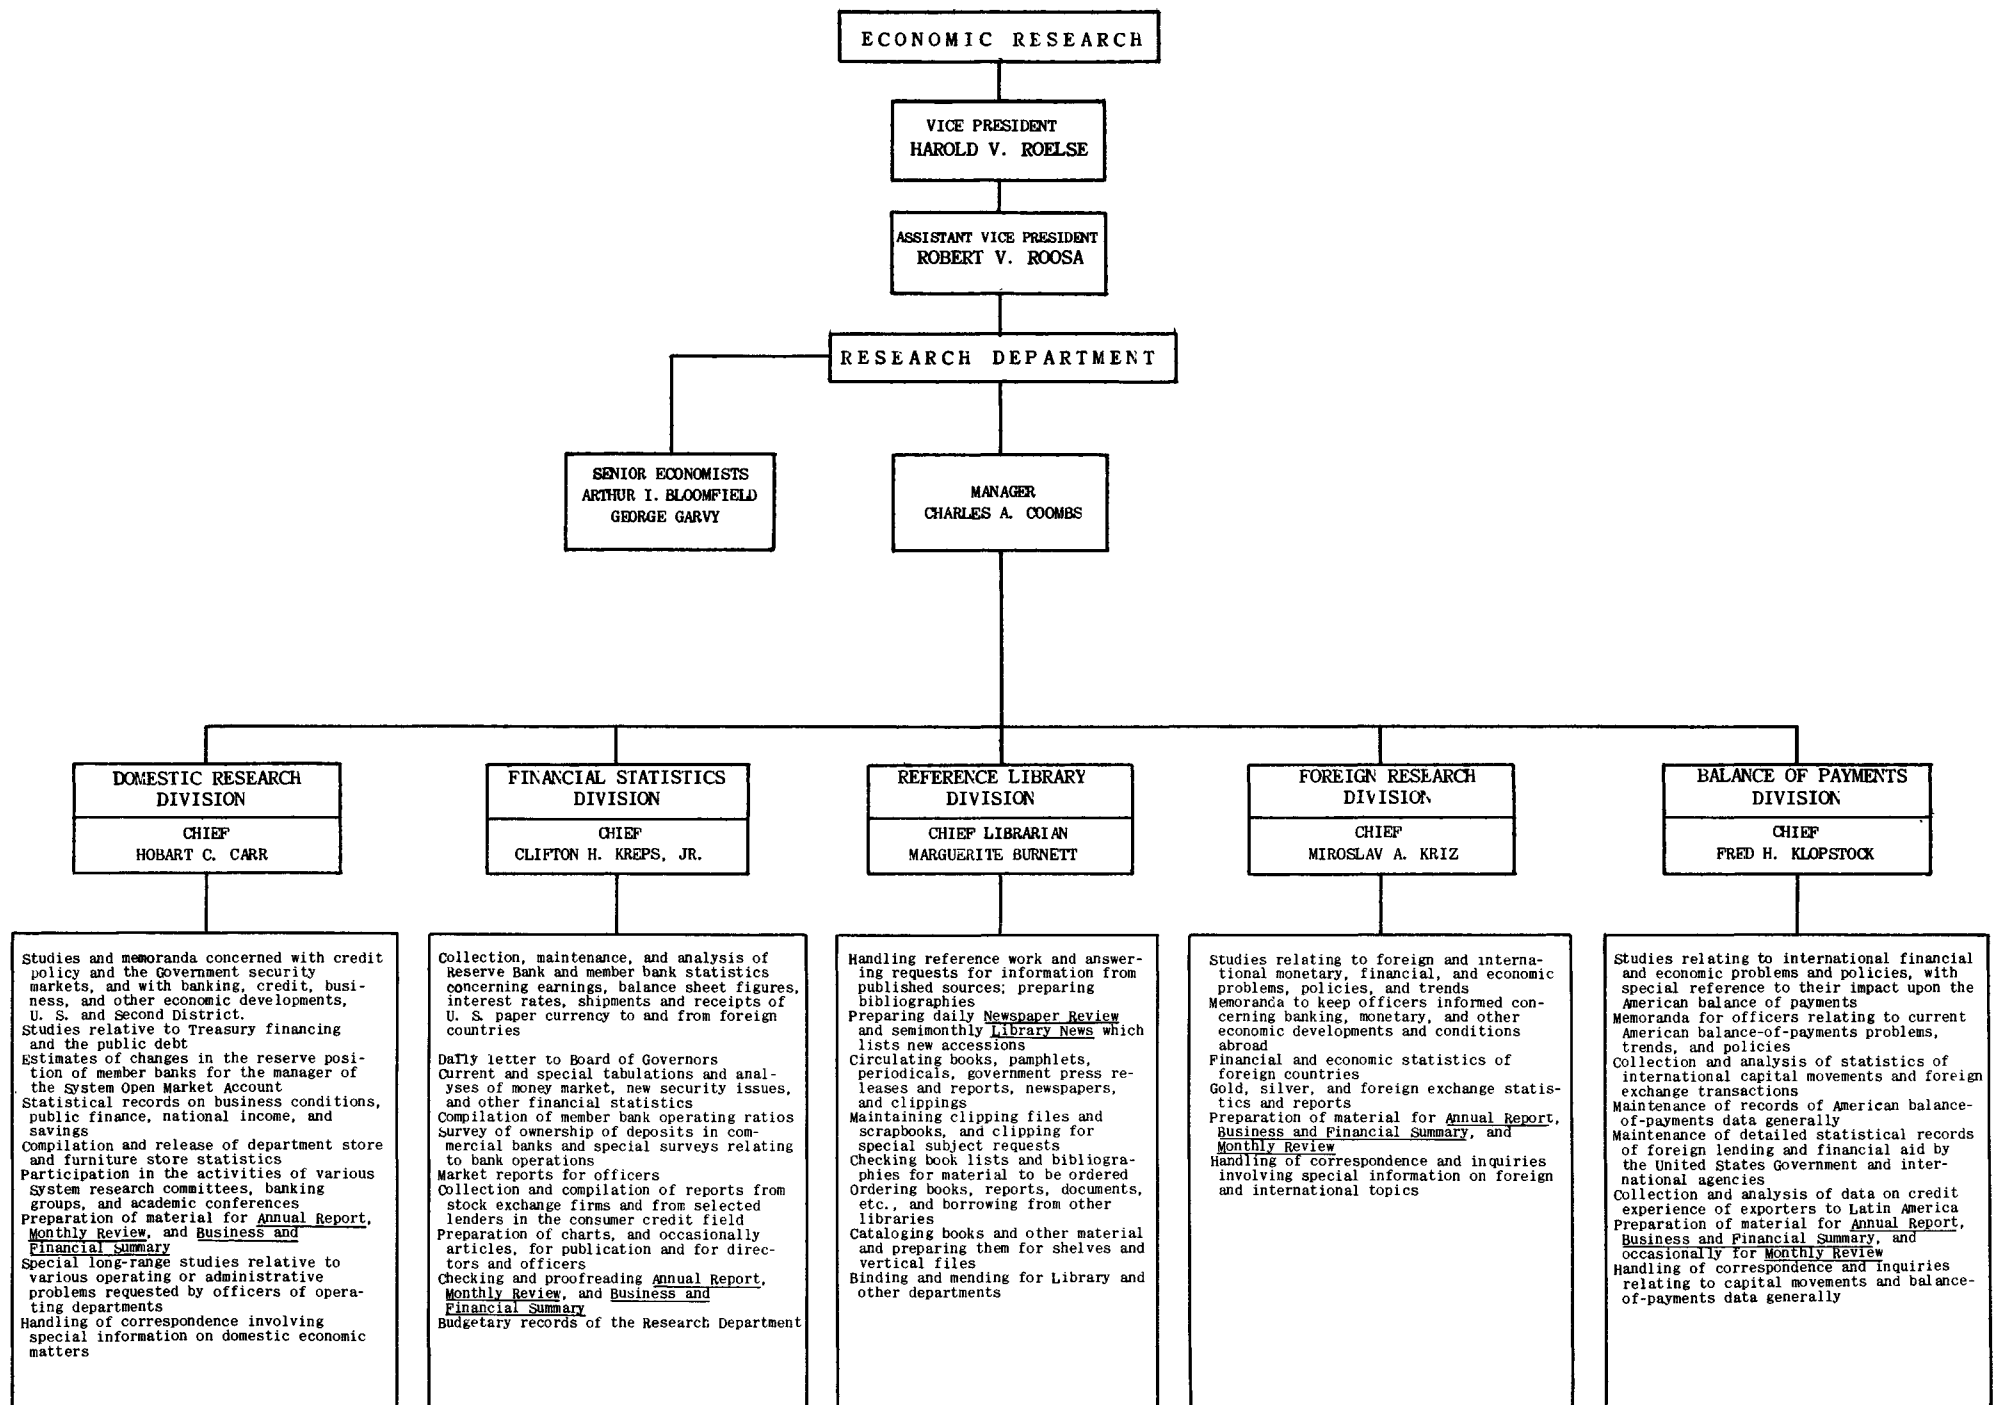 ECONOMIC RESEARCH
VICE PRESIDENT
HAROLD V. ROELSE
ASSISTANT VICE PRESIDENT
ROBERT V. ROOSA
RESEARCH DEPARTMENT
SENIOR ECONOMISTS
ARTHUR I. BLOOMFIELD
GEORGE GARVY
MANAGER
CHARLES A. COOMBS
DOMESTIC RESEARCH
DIVISION
CHIEF
HOBART C. CARR
Studies and memoranda concerned with credit
policy and the Government security
markets, and with banking, credit, busi-
ness, and other economic developments,
U. S. and Second District.
Studies relative to Treasury financing
and the public debt
Estimates of changes in the reserve posi-
tion of member banks for the manager of
the System Open Market Account
Statistical records on business conditions,
public finance, national income, and
savings
Compilation and release of department store
and furniture store statistics
Participation in the activities of various
System research committees, banking
groups, and academic conferences
Preparation of material for Annual Report,
Monthly Review, and Business and
Financial Summary
Special long-range studies relative to
various operating or administrative
problems requested by officers of opera-
ting departments
Handling of correspondence involving
special information on domestic economic
matters
FINANCIAL STATISTICS
DIVISION
CHIEF
CLIFTON H. KREPS, JR.
Collection, maintenance, and analysis of
Reserve Bank and member bank statistics
concerning earnings, balance sheet figures,
interest rates, shipments and receipts of
U. S. paper currency to and from foreign
countries
Daily letter to Board of Governors
Current and special tabulations and anal-
yses of money market, new security issues,
and other financial statistics
Compilation of member bank operating ratios
Survey of ownership of deposits in com-
mercial banks and special surveys relating
to bank operations
Market reports for officers
Collection and compilation of reports from
stock exchange firms and from selected
lenders in the consumer credit field
Preparation of charts, and occasionally
articles, for publication and for direc-
tors and officers
Checking and proofreading Annual Report,
Monthly Review, and Business and
Financial Summary
Budgetary records of the Research Department
REFERENCE LIBRARY
DIVISION
CHIEF LIBRARIAN
MARGUERITE BURNETT
Handling reference work and answer-
ing requests for information from
published sources; preparing
bibliographies
Preparing daily Newspaper Review
and semimonthly Library News which
lists new accessions
Circulating books, pamphlets,
periodicals, government press re-
leases and reports, newspapers,
and clippings
Maintaining clipping files and
scrapbooks, and clipping for
special subject requests
Checking book lists and bibliogra-
phies for material to be ordered
Ordering books, reports, documents,
etc., and borrowing from other
libraries
Cataloging books and other material
and preparing them for shelves and
vertical files
Binding and mending for Library and
other departments
FOREIGN RESEARCH
DIVISION
CHIEF
MIROSLAV A. KRIZ
Studies relating to foreign and interna-
tional monetary, financial, and economic
problems, policies, and trends
Memoranda to keep officers informed con-
cerning banking, monetary, and other
economic developments and conditions
abroad
Financial and economic statistics of
foreign countries
Gold, silver, and foreign exchange statis-
tics and reports
Preparation of material for Annual Report,
Business and Financial Summary, and
Monthly Review
Handling of correspondence and inquiries
involving special information on foreign
and international topics
BALANCE OF PAYMENTS
DIVISION
CHIEF
FRED H. KLOPSTOCK
Studies relating to international financial
and economic problems and policies, with
special reference to their impact upon the
American balance of payments
Memoranda for officers relating to current
American balance-of-payments problems,
trends, and policies
Collection and analysis of statistics of
international capital movements and foreign
exchange transactions
Maintenance of records of American balance-
of-payments data generally
Maintenance of detailed statistical records
of foreign lending and financial aid by
the United States Government and inter-
national agencies
Collection and analysis of data on credit
experience of exporters to Latin America
Preparation of material for Annual Report,
Business and Financial Summary, and
occasionally for Monthly Review
Handling of correspondence and inquiries
relating to capital movements and balance-
of-payments data generally